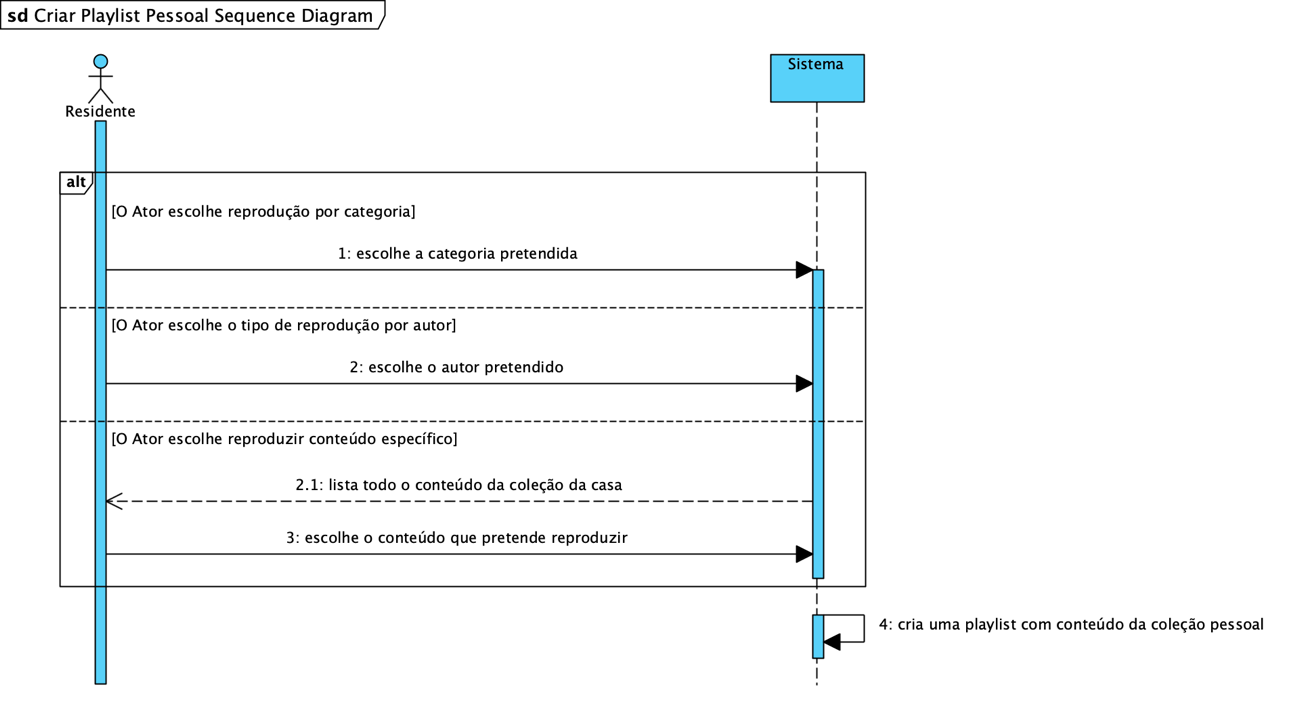 sd Criar Playlist Pessoal Sequence Diagram
Sistema
Residente
alt
[O Ator escolhe reprodução por categoria]
1: escolhe a categoria pretendida
[O Ator escolhe o tipo de reprodução por autor]
2: escolhe o autor pretendido
[O Ator escolhe reproduzir conteúdo específico]
2.1: lista todo o conteúdo da coleção da casa
3: escolhe o conteúdo que pretende reproduzir
4: cria uma playlist com conteúdo da coleção pessoal